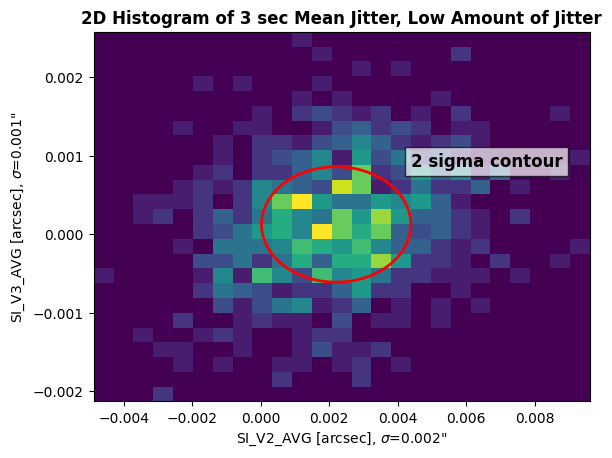 2D Histogram of 3 sec Mean Jitter, Low Amount of Jitter
0.002
0.001
0.000
−0.001
−0.002
SI_V3_AVG [arcsec], σ=0.001"
2 sigma contour
−0.004 −0.002 0.000 0.002 0.004 0.006 0.008
SI_V2_AVG [arcsec], σ=0.002"